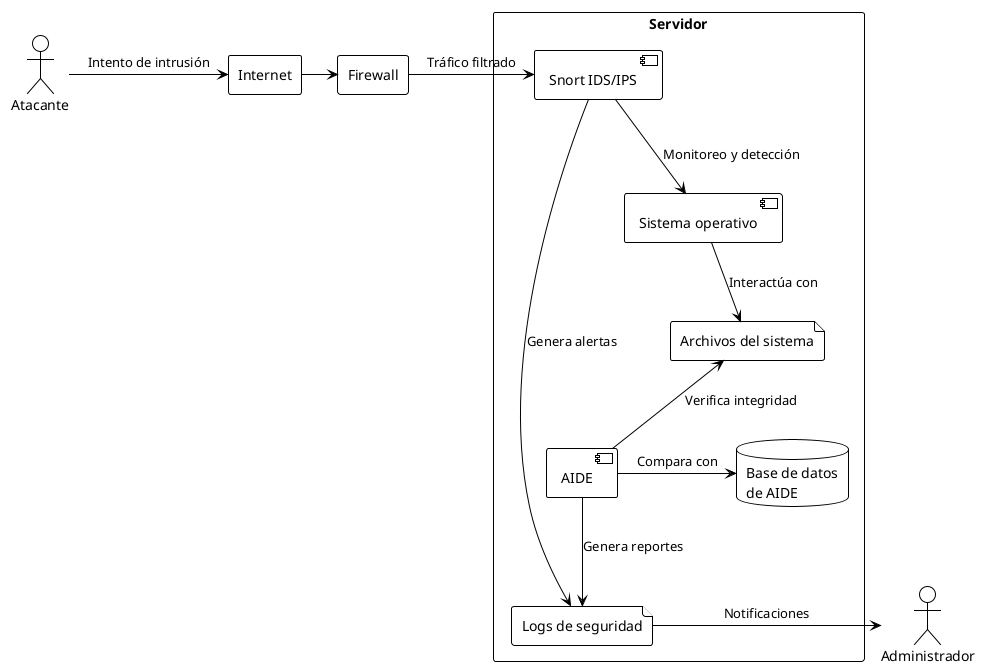 Servidor
Atacante
Intento de intrusión
Internet
Firewall
Tráfico filtrado
Snort IDS/IPS
Monitoreo y detección
Sistema operativo
Interactúa con
Genera alertas
Archivos del sistema
Verifica integridad
AIDE
Compara con
Base de datos
de AIDE
Genera reportes
Logs de seguridad
Notificaciones
Administrador